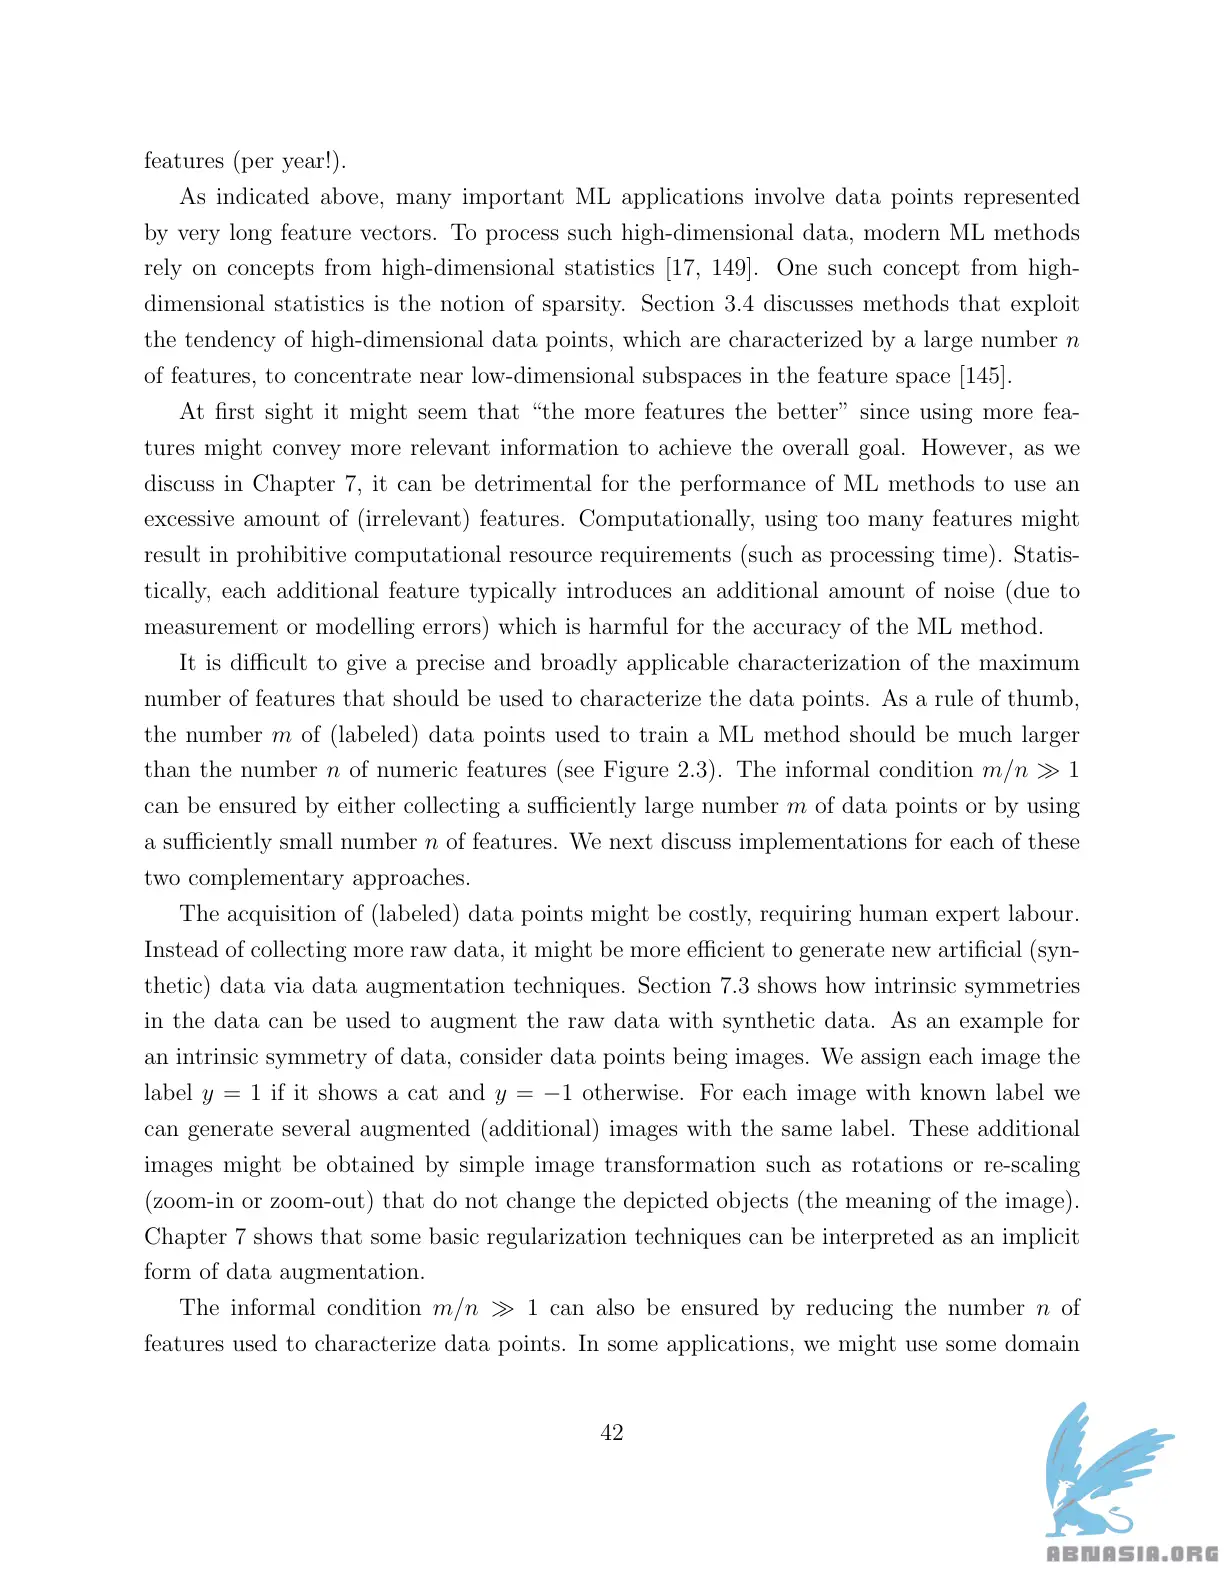 features (per year!).
As indicated above, many important ML applications involve data points represented
by very long feature vectors. To process such high-dimensional data, modern ML methods
rely on concepts from high-dimensional statistics [17, 149]. One such concept from high-
dimensional statistics is the notion of sparsity. Section 3.4 discusses methods that exploit
the tendency of high-dimensional data points, which are characterized by a large number n
of features, to concentrate near low-dimensional subspaces in the feature space [145].
At first sight it might seem that “the more features the better” since using more fea-
tures might convey more relevant information to achieve the overall goal. However, as we
discuss in Chapter 7, it can be detrimental for the performance of ML methods to use an
excessive amount of (irrelevant) features. Computationally, using too many features might
result in prohibitive computational resource requirements (such as processing time). Statis-
tically, each additional feature typically introduces an additional amount of noise (due to
measurement or modelling errors) which is harmful for the accuracy of the ML method.
It is difficult to give a precise and broadly applicable characterization of the maximum
number of features that should be used to characterize the data points. As a rule of thumb,
the number m of (labeled) data points used to train a ML method should be much larger
than the number n of numeric features (see Figure 2.3). The informal condition m/n ≫ 1
can be ensured by either collecting a sufficiently large number m of data points or by using
a sufficiently small number n of features. We next discuss implementations for each of these
two complementary approaches.
The acquisition of (labeled) data points might be costly, requiring human expert labour.
Instead of collecting more raw data, it might be more efficient to generate new artificial (syn-
thetic) data via data augmentation techniques. Section 7.3 shows how intrinsic symmetries
in the data can be used to augment the raw data with synthetic data. As an example for
an intrinsic symmetry of data, consider data points being images. We assign each image the
label y = 1 if it shows a cat and y = −1 otherwise. For each image with known label we
can generate several augmented (additional) images with the same label. These additional
images might be obtained by simple image transformation such as rotations or re-scaling
(zoom-in or zoom-out) that do not change the depicted objects (the meaning of the image).
Chapter 7 shows that some basic regularization techniques can be interpreted as an implicit
form of data augmentation.
The informal condition m/n ≫ 1 can also be ensured by reducing the number n of
features used to characterize data points. In some applications, we might use some domain
42
ABNASIA.ORG